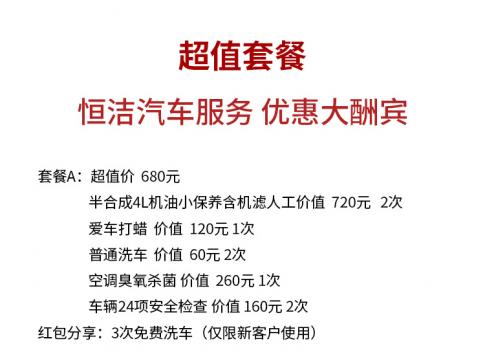 超值套餐
恒洁汽车服务 优惠大酬宾
套餐A：超值价 680元
半合成4L机油小保养含机滤人工价值 720元 2次
爱车打蜡 价值 120元 1次
普通洗车 价值 60元 2次
空调臭氧杀菌 价值 260元 1次
车辆24项安全检查 价值 160元 2次
红包分享：3次免费洗车（仅限新客户使用）